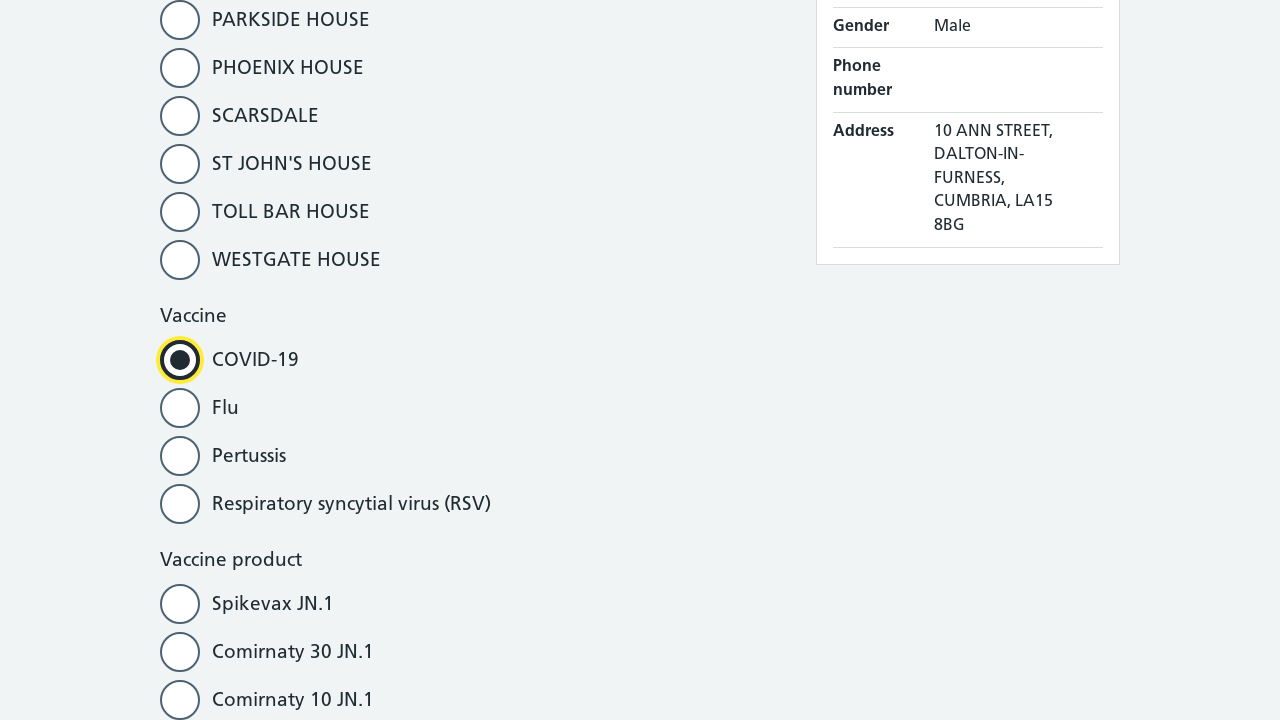 PARKSIDE HOUSE
PHOENIX HOUSE
SCARSDALE
ST JOHN'S HOUSE
TOLL BAR HOUSE
WESTGATE HOUSE
Vaccine
COVID-19
Flu
Pertussis
Respiratory syncytial virus (RSV)
Vaccine product
Spikevax JN.1
Comirnaty 30 JN.1
Comirnaty 10 JN.1
Gender Male
Phone
number
Address 10 ANN STREET,
DALTON-IN-
FURNESS,
CUMBRIA, LA15
8BG